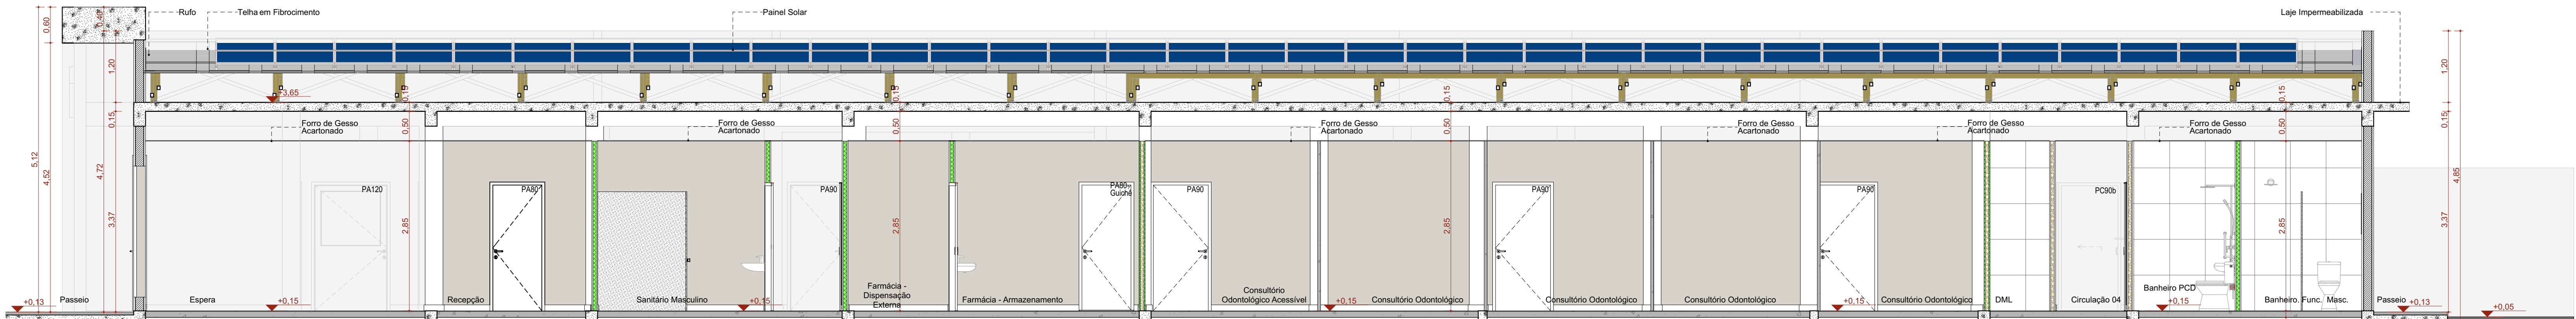 Rufo
Telha em Fibrocimento
Painel Solar
Laje Impermeabilizada
0,60
0,40
1,20
1,20
+3,65
0,15
0,15
0,15
0,15
0,15
0,15
Forro de Gesso
Acartonado
Forro de Gesso
Acartonado
Forro de Gesso
Acartonado
Forro de Gesso
Acartonado
Forro de Gesso
Acartonado
Forro de Gesso
Acartonado
0,50
0,50
0,50
0,50
5,12
4,52
4,72
3,37
2,85
2,85
2,85
2,85
3,37
4,85
PA120
PA80
PA90
PA80+
Guichê
PA90
PA90
PA90
PC90b
+0,13
Passeio
Espera
+0,15
Recepção
Sanitário Masculino
+0,15
Farmácia -
Dispensação
Externa
Farmácia - Armazenamento
Consultório
Odontológico Acessível
+0,15
Consultório Odontológico
Consultório Odontológico
Consultório Odontológico
+0,15
Consultório Odontológico
DML
Circulação 04
Banheiro PCD
+0,15
Banheiro. Func. Masc.
Passeio
+0,13
+0,05